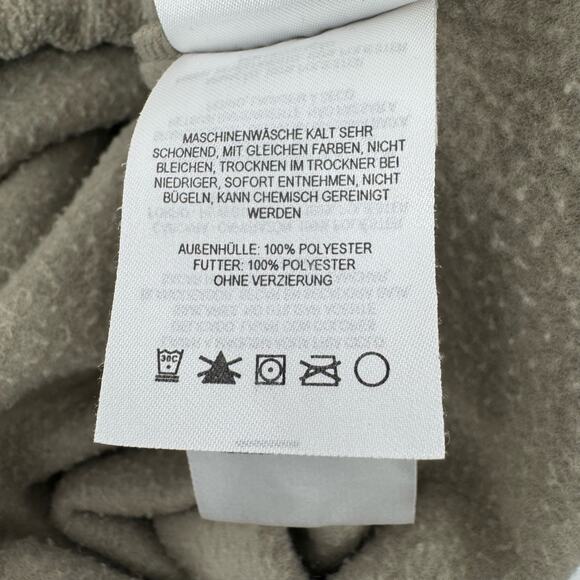 MASCHINENWÄSCHE KALT SEHR
SCHONEND, MIT GLEICHEN FARBEN, NICHT
BLEICHEN, TROCKNEN IM TROCKNER BEI
NIEDRIGER, SOFORT ENTNEHMEN, NICHT
BÜGELN, KANN CHEMISCH GEREINIGT
WERDEN
AUßENHÜLLE: 100% POLYESTER
FUTTER: 100% POLYESTER
OHNE VERZIERUNG
30C